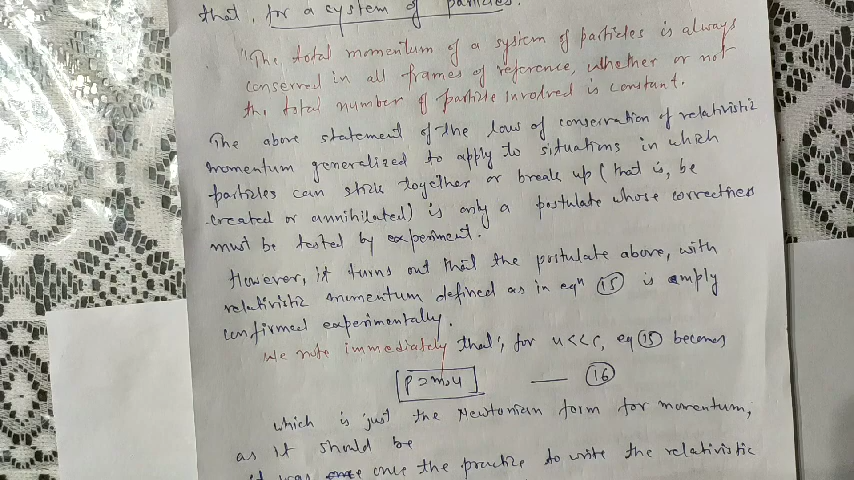 that, for a system of particles.
"The total momentum of a system of particles is always
conserved in all frames of reference, whether or not
the total number of particle involved is constant.
The above statement of the laws of conservation of relativistic
momentum generalized to apply to situations in which
particles can stick together or break up (that is, be
created or annihilated) is only a postulate whose correctness
must be tested by experiment.
However, it turns out that the postulate above, with
relativistic momentum defined as in eqn (15) is emply
confirmed experimentally.
We note immediately that, for u<<c, eq (15) becomes
p = m₀u — (16)
which is just the Newtonian form for momentum,
as it should be
it was once the practice to write the relativistic